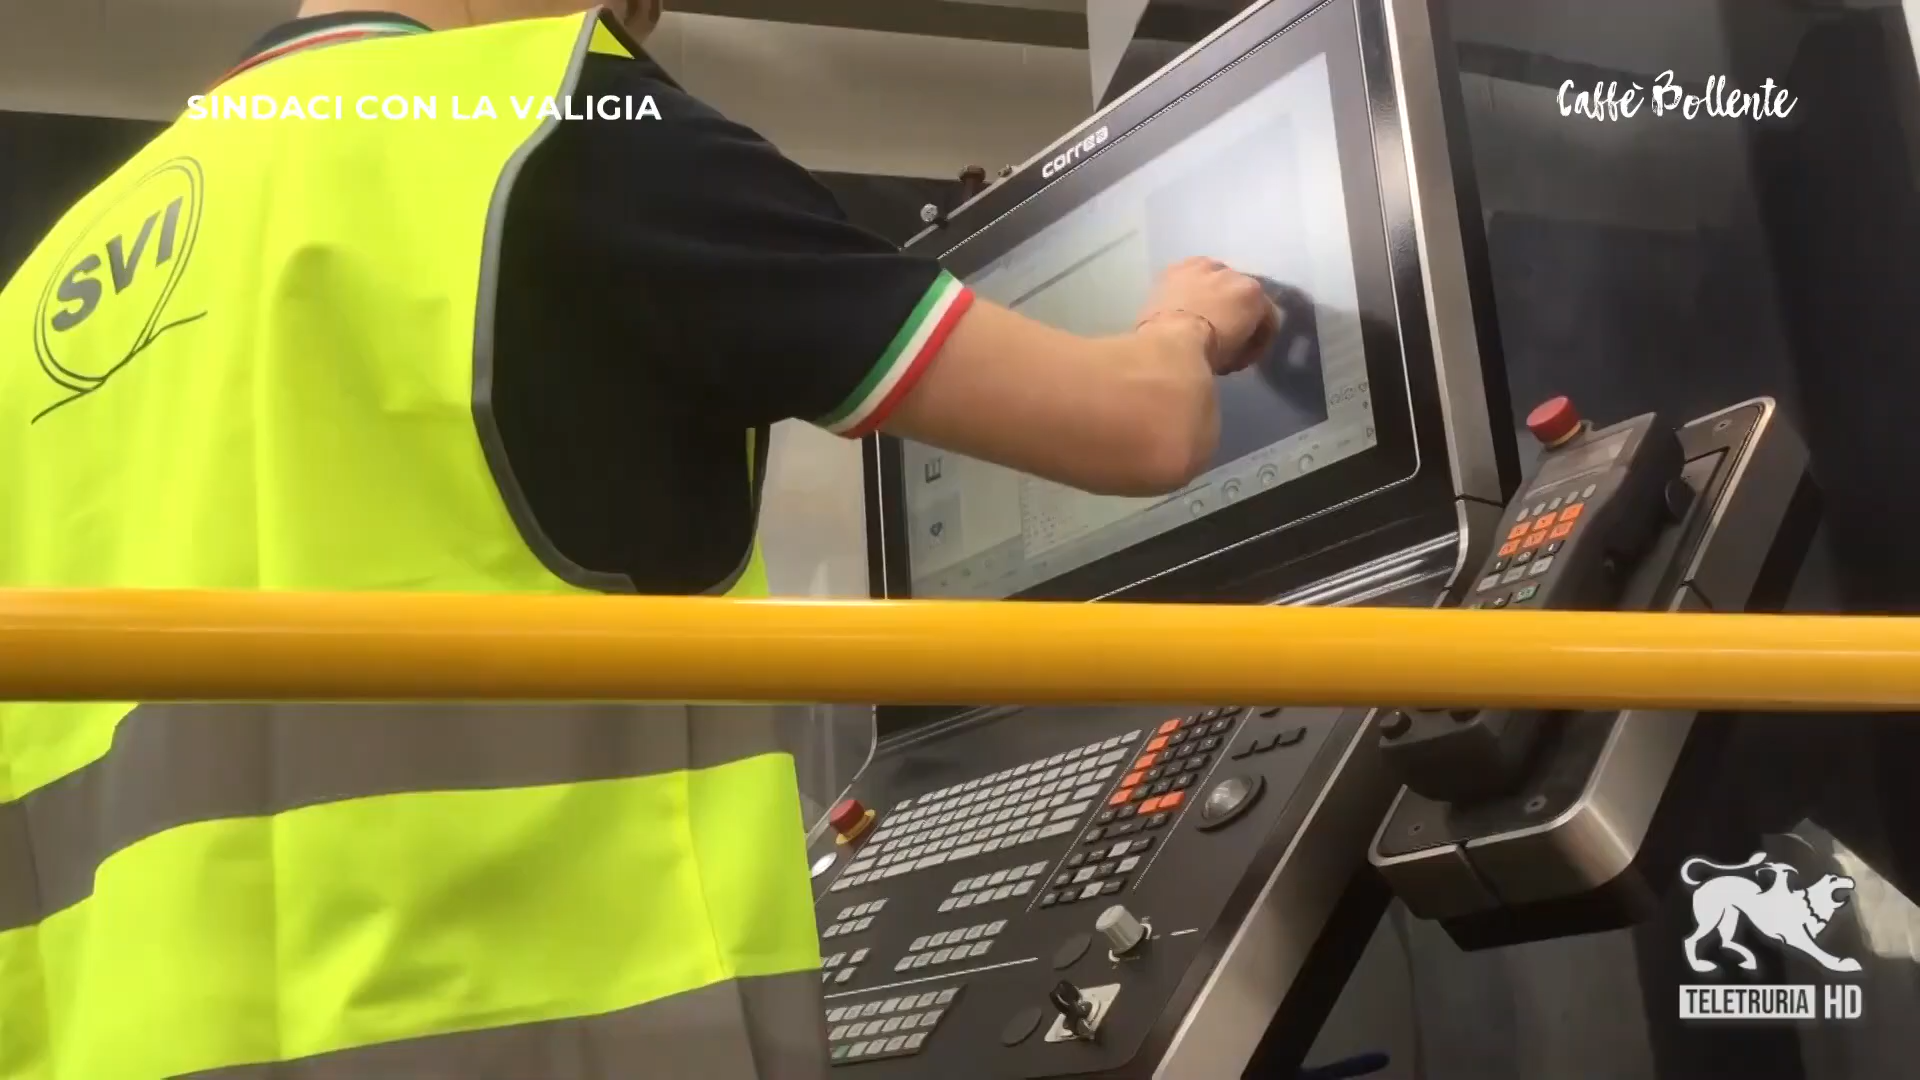 SINDACI CON LA VALIGIA
Caffè Bollente
correa
SVI
TELETRURIA HD